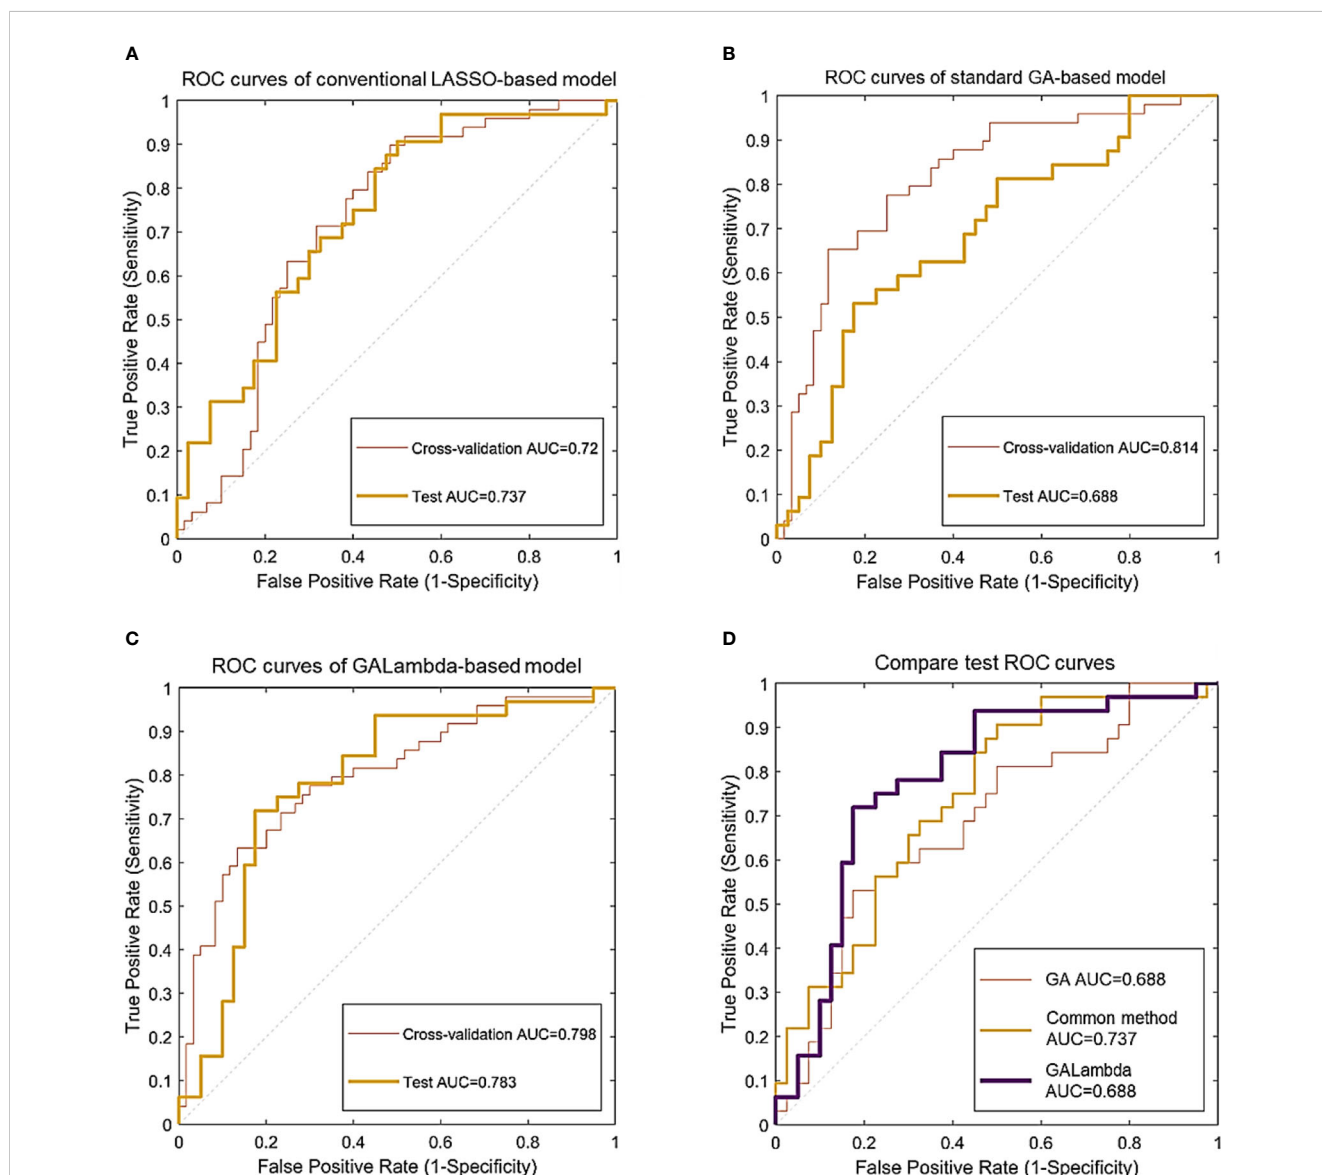 A
ROC curves of conventional LASSO-based model
1
0.9
0.8
0.7
0.6
0.5
0.4
0.3
0.2
0.1
0
True Positive Rate (Sensitivity)
Cross-validation AUC=0.72
Test AUC=0.737
0 0.2 0.4 0.6 0.8 1
False Positive Rate (1-Specificity)
B
ROC curves of standard GA-based model
1
0.9
0.8
0.7
0.6
0.5
0.4
0.3
0.2
0.1
0
True Positive Rate (Sensitivity)
Cross-validation AUC=0.814
Test AUC=0.688
0 0.2 0.4 0.6 0.8 1
False Positive Rate (1-Specificity)
C
ROC curves of GALambda-based model
1
0.9
0.8
0.7
0.6
0.5
0.4
0.3
0.2
0.1
0
True Positive Rate (Sensitivity)
Cross-validation AUC=0.798
Test AUC=0.783
0 0.2 0.4 0.6 0.8 1
False Positive Rate (1-Specificity)
D
Compare test ROC curves
1
0.9
0.8
0.7
0.6
0.5
0.4
0.3
0.2
0.1
0
True Positive Rate (Sensitivity)
GA AUC=0.688
Common method
AUC=0.737
GALambda
AUC=0.688
0 0.2 0.4 0.6 0.8 1
False Positive Rate (1-Specificity)